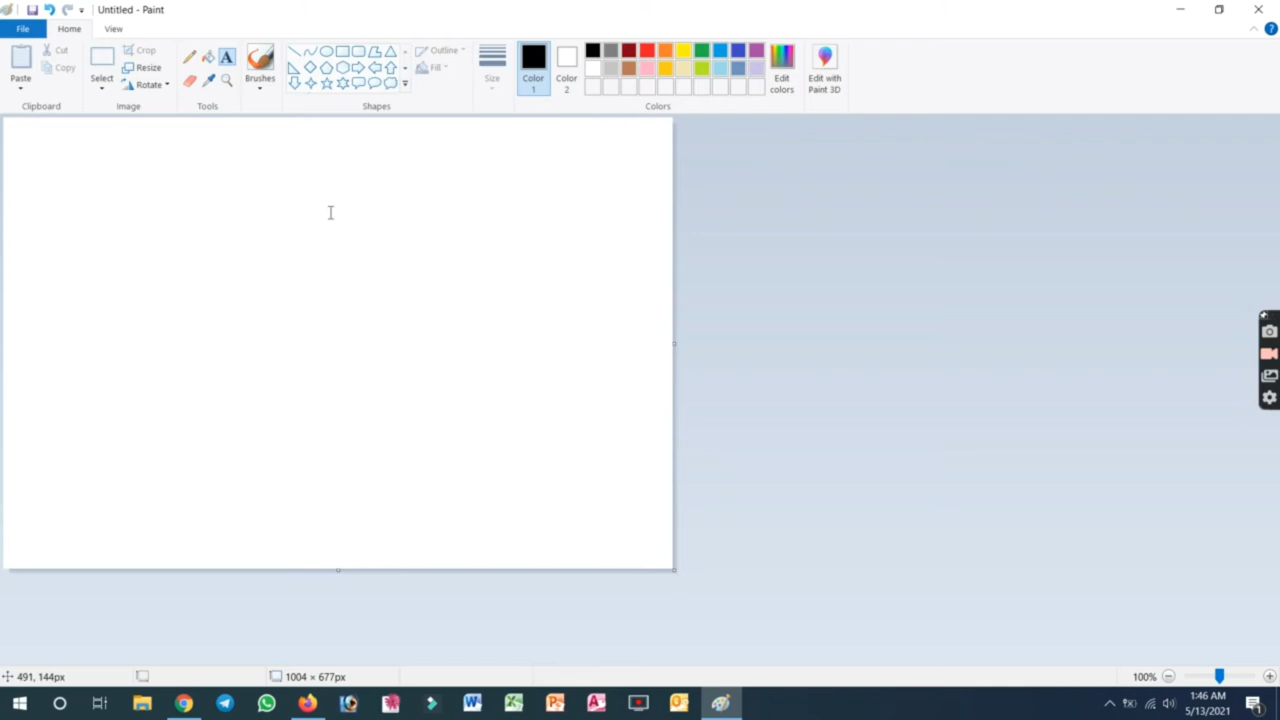 Untitled - Paint
File Home View
Paste
Cut
Copy
Clipboard
Select
Crop
Resize
Rotate
Image
A
Tools
Brushes
Shapes
Outline
Fill
Size
Color 1
Color 2
Colors
Edit colors
Edit with Paint 3D
491, 144px
1004 × 677px
100%
1:46 AM
5/13/2021
1